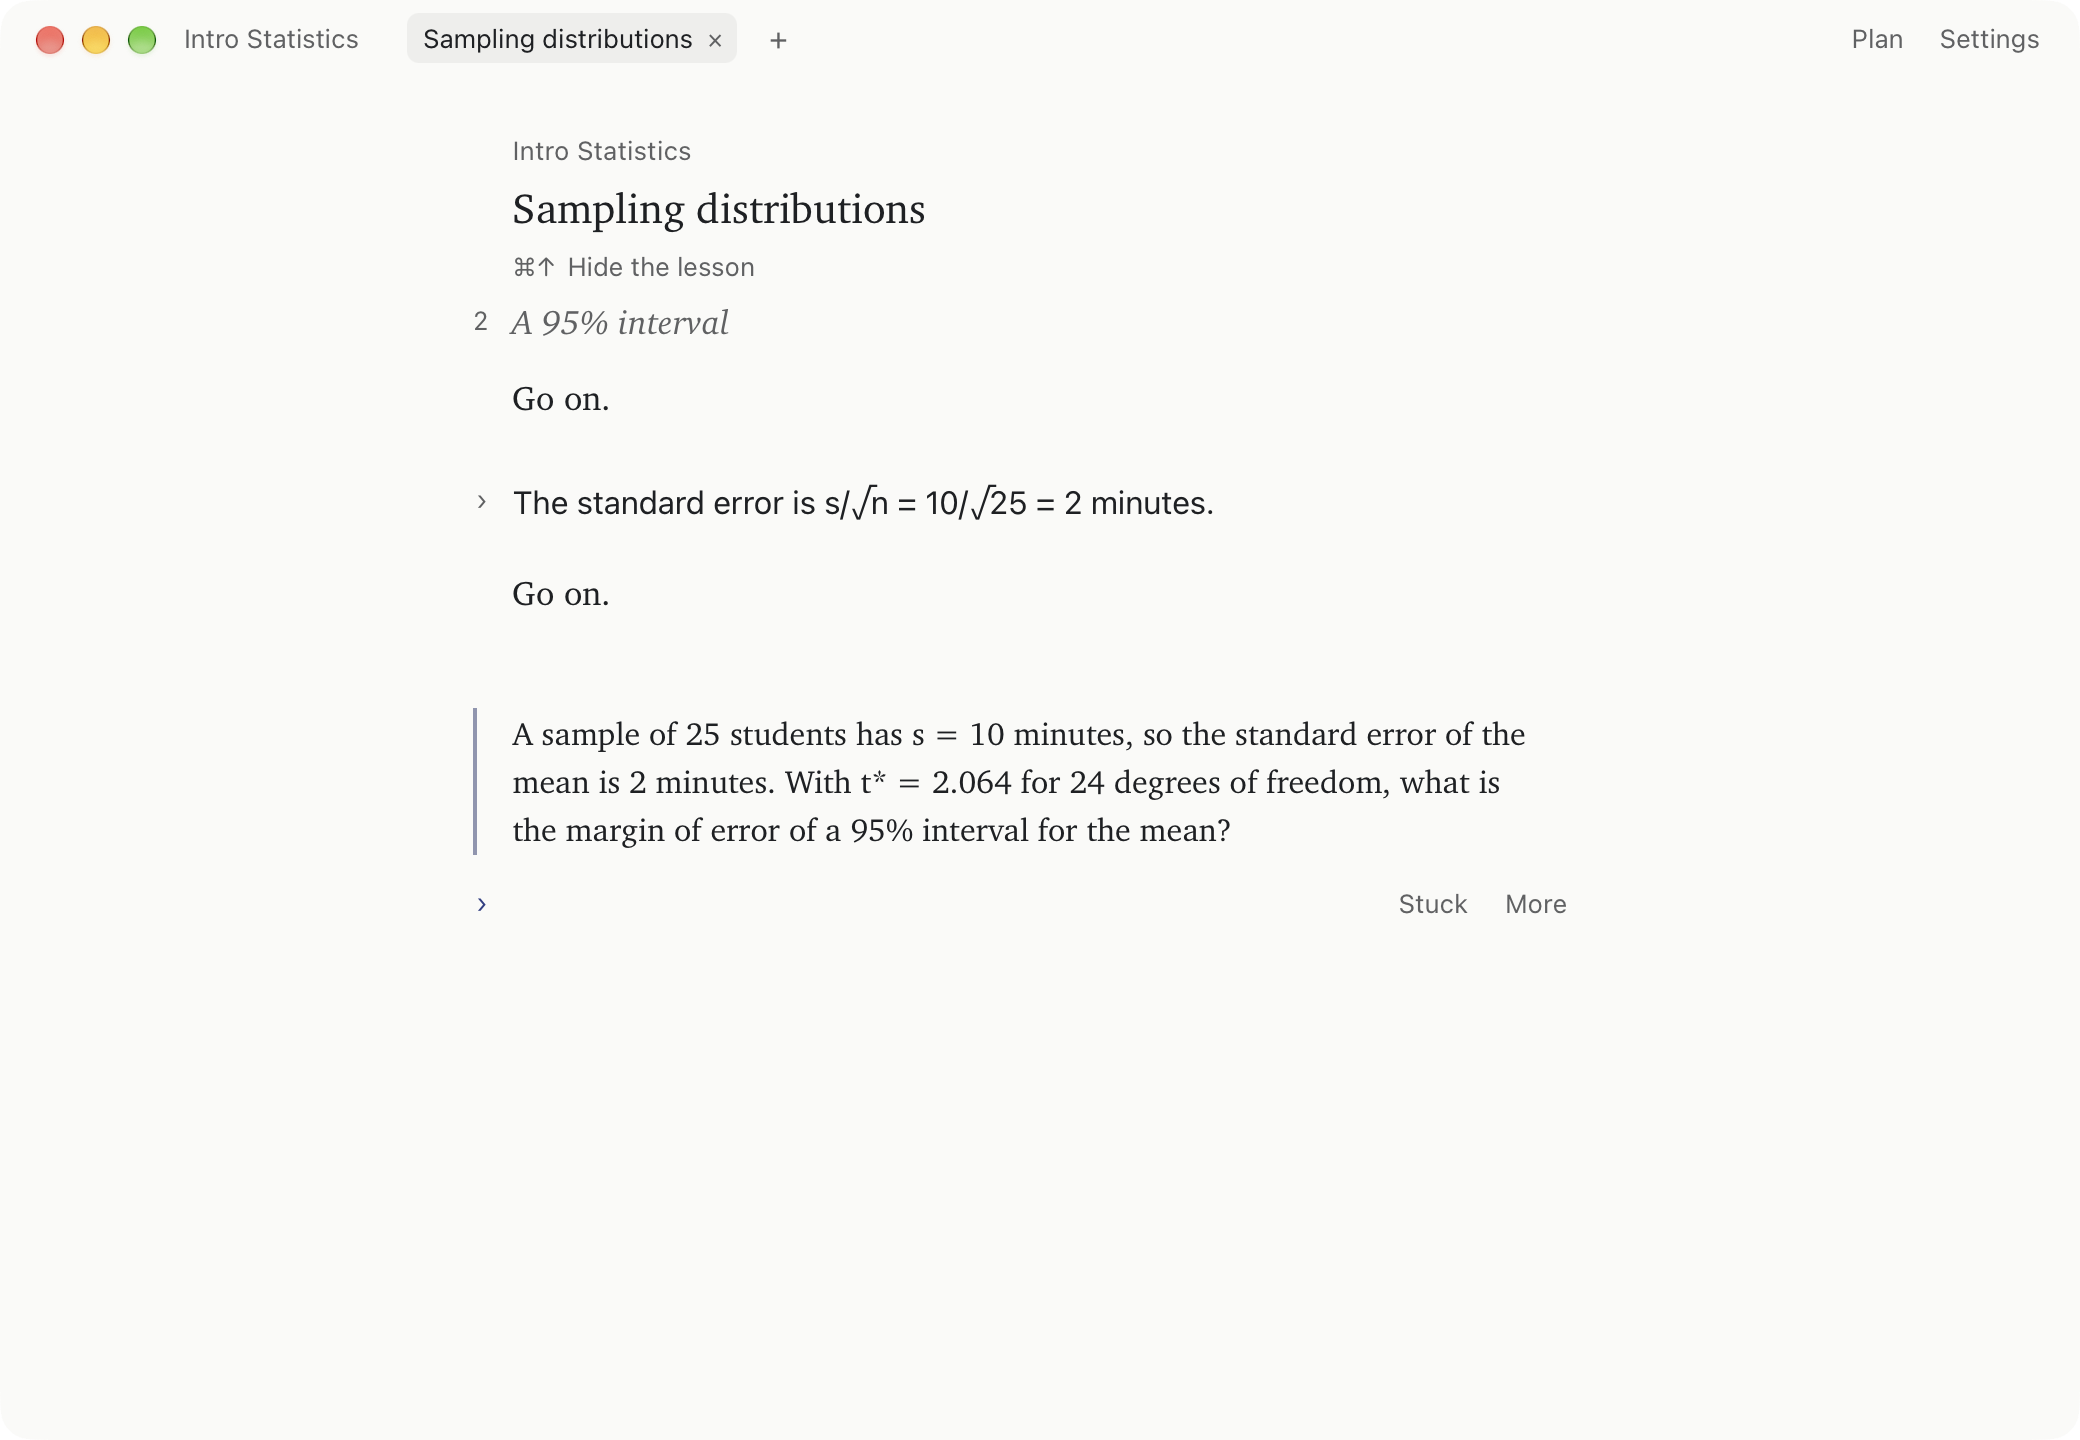 Intro Statistics
Sampling distributions ×
+
Plan
Settings
Intro Statistics
Sampling distributions
⌘↑ Hide the lesson
2 A 95% interval
Go on.
› The standard error is s/√n = 10/√25 = 2 minutes.
Go on.
A sample of 25 students has s = 10 minutes, so the standard error of the
mean is 2 minutes. With t* = 2.064 for 24 degrees of freedom, what is
the margin of error of a 95% interval for the mean?
›
Stuck
More